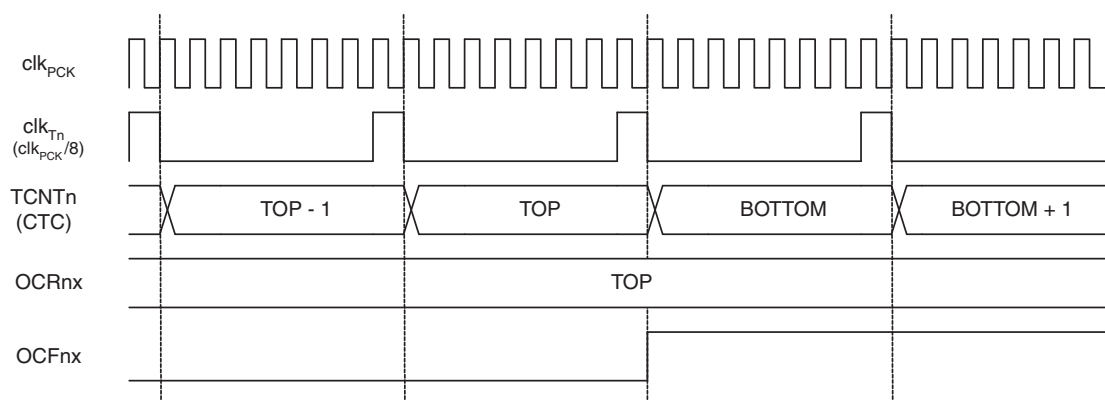 clkPCK
clkTn
(clkPCK/8)
TCNTn
(CTC)
TOP - 1
TOP
BOTTOM
BOTTOM + 1
OCRnx
TOP
OCFnx